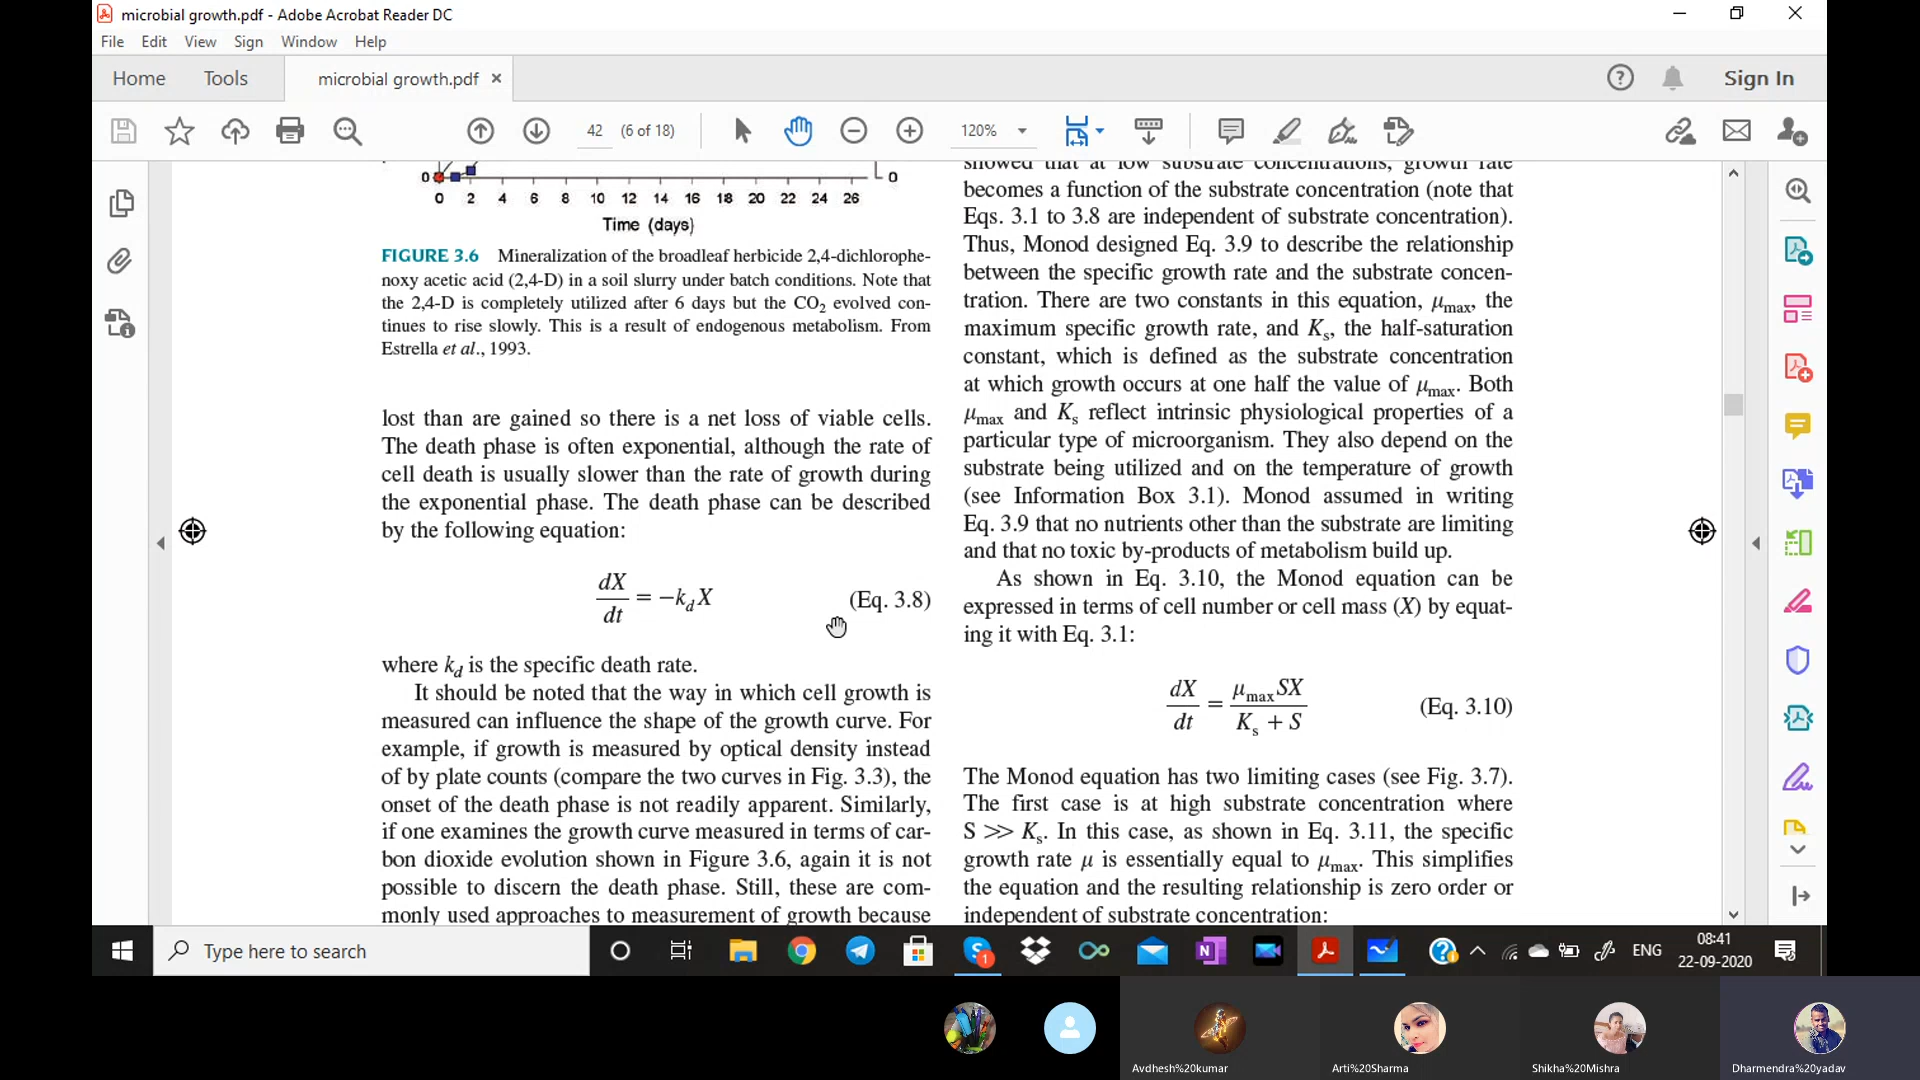 microbial growth.pdf - Adobe Acrobat Reader DC
File Edit View Sign Window Help
Home Tools microbial growth.pdf × Sign In
42 (6 of 18) 120%
0 0
0 2 4 6 8 10 12 14 16 18 20 22 24 26
Time (days)
FIGURE 3.6 Mineralization of the broadleaf herbicide 2,4-dichlorophe-
noxy acetic acid (2,4-D) in a soil slurry under batch conditions. Note that
the 2,4-D is completely utilized after 6 days but the CO₂ evolved con-
tinues to rise slowly. This is a result of endogenous metabolism. From
Estrella et al., 1993.
lost than are gained so there is a net loss of viable cells.
The death phase is often exponential, although the rate of
cell death is usually slower than the rate of growth during
the exponential phase. The death phase can be described
by the following equation:
dX/dt = −k_d X (Eq. 3.8)
where k_d is the specific death rate.
It should be noted that the way in which cell growth is
measured can influence the shape of the growth curve. For
example, if growth is measured by optical density instead
of by plate counts (compare the two curves in Fig. 3.3), the
onset of the death phase is not readily apparent. Similarly,
if one examines the growth curve measured in terms of car-
bon dioxide evolution shown in Figure 3.6, again it is not
possible to discern the death phase. Still, these are com-
monly used approaches to measurement of growth because
showed that at low substrate concentrations, growth rate
becomes a function of the substrate concentration (note that
Eqs. 3.1 to 3.8 are independent of substrate concentration).
Thus, Monod designed Eq. 3.9 to describe the relationship
between the specific growth rate and the substrate concen-
tration. There are two constants in this equation, μmax, the
maximum specific growth rate, and Ks, the half-saturation
constant, which is defined as the substrate concentration
at which growth occurs at one half the value of μmax. Both
μmax and Ks reflect intrinsic physiological properties of a
particular type of microorganism. They also depend on the
substrate being utilized and on the temperature of growth
(see Information Box 3.1). Monod assumed in writing
Eq. 3.9 that no nutrients other than the substrate are limiting
and that no toxic by-products of metabolism build up.
As shown in Eq. 3.10, the Monod equation can be
expressed in terms of cell number or cell mass (X) by equat-
ing it with Eq. 3.1:
dX/dt = μmax SX / (Ks + S) (Eq. 3.10)
The Monod equation has two limiting cases (see Fig. 3.7).
The first case is at high substrate concentration where
S >> Ks. In this case, as shown in Eq. 3.11, the specific
growth rate μ is essentially equal to μmax. This simplifies
the equation and the resulting relationship is zero order or
independent of substrate concentration:
Type here to search
ENG
08:41
22-09-2020
Avdhesh%20kumar
Arti%20Sharma
Shikha%20Mishra
Dharmendra%20yadav